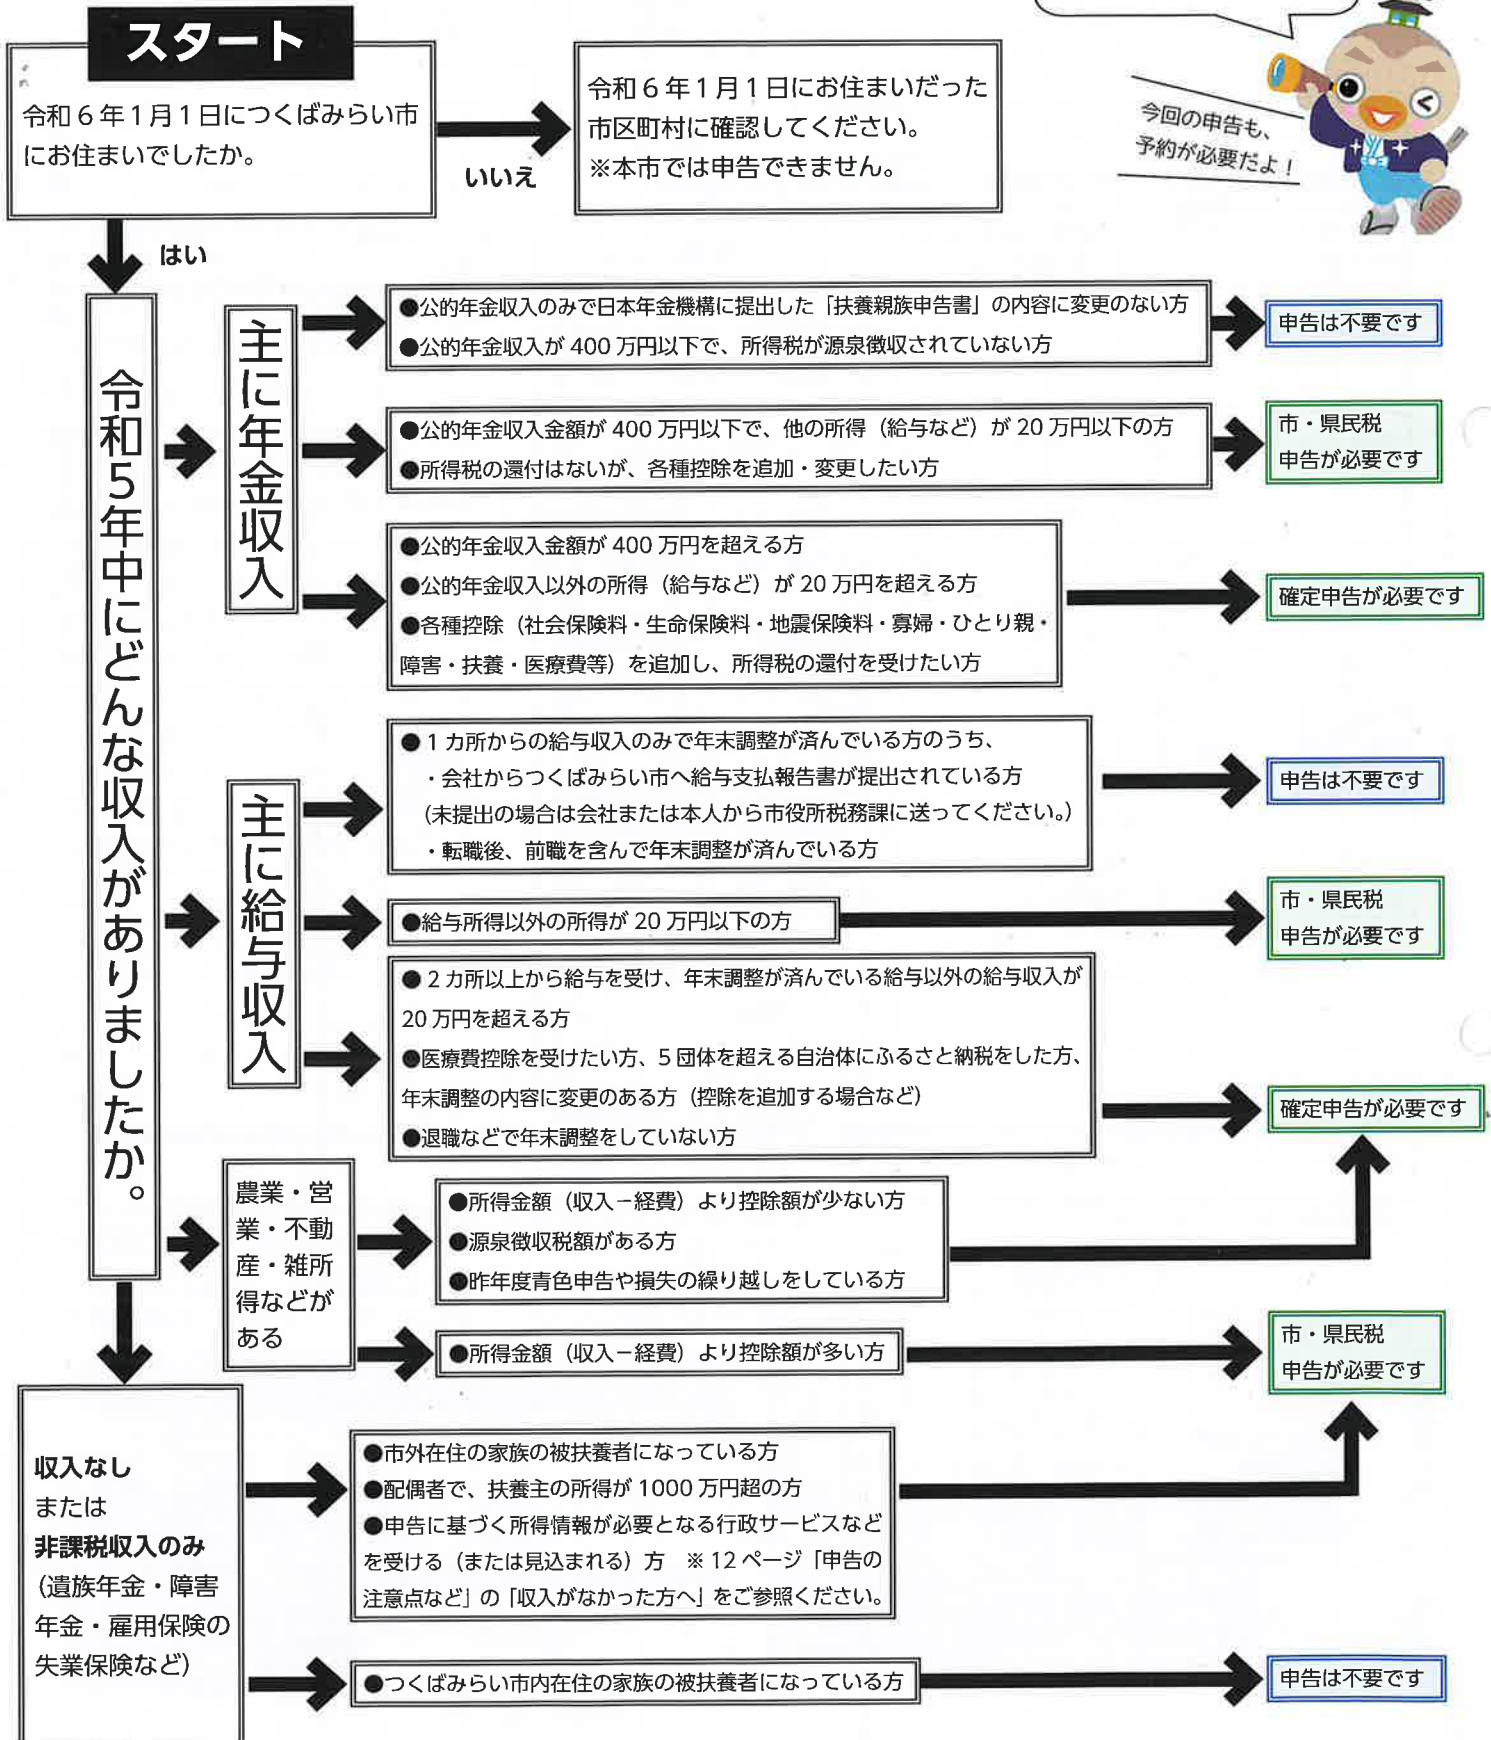 スタート
令和６年１月１日につくばみらい市
にお住まいでしたか。
いいえ
令和６年１月１日にお住まいだった
市区町村に確認してください。
※本市では申告できません。
今回の申告も、
予約が必要だよ！
はい
令和５年中にどんな収入がありましたか。
主に年金収入
●公的年金収入のみで日本年金機構に提出した「扶養親族申告書」の内容に変更のない方
●公的年金収入が 400 万円以下で、所得税が源泉徴収されていない方
申告は不要です
●公的年金収入金額が 400 万円以下で、他の所得（給与など）が 20 万円以下の方
●所得税の還付はないが、各種控除を追加・変更したい方
市・県民税
申告が必要です
●公的年金収入金額が 400 万円を超える方
●公的年金収入以外の所得（給与など）が 20 万円を超える方
●各種控除（社会保険料・生命保険料・地震保険料・寡婦・ひとり親・
障害・扶養・医療費等）を追加し、所得税の還付を受けたい方
確定申告が必要です
主に給与収入
●１カ所からの給与収入のみで年末調整が済んでいる方のうち、
・会社からつくばみらい市へ給与支払報告書が提出されている方
（未提出の場合は会社または本人から市役所税務課に送ってください。）
・転職後、前職を含んで年末調整が済んでいる方
申告は不要です
●給与所得以外の所得が 20 万円以下の方
市・県民税
申告が必要です
●２カ所以上から給与を受け、年末調整が済んでいる給与以外の給与収入が
20 万円を超える方
●医療費控除を受けたい方、５団体を超える自治体にふるさと納税をした方、
年末調整の内容に変更のある方（控除を追加する場合など）
●退職などで年末調整をしていない方
確定申告が必要です
農業・営
業・不動
産・雑所
得などが
ある
●所得金額（収入－経費）より控除額が少ない方
●源泉徴収税額がある方
●昨年度青色申告や損失の繰り越しをしている方
●所得金額（収入－経費）より控除額が多い方
市・県民税
申告が必要です
収入なし
または
非課税収入のみ
（遺族年金・障害
年金・雇用保険の
失業保険など）
●市外在住の家族の被扶養者になっている方
●配偶者で、扶養主の所得が 1000 万円超の方
●申告に基づく所得情報が必要となる行政サービスなど
を受ける（または見込まれる）方　※ 12 ページ「申告の
注意点など」の「収入がなかった方へ」をご参照ください。
●つくばみらい市内在住の家族の被扶養者になっている方
申告は不要です